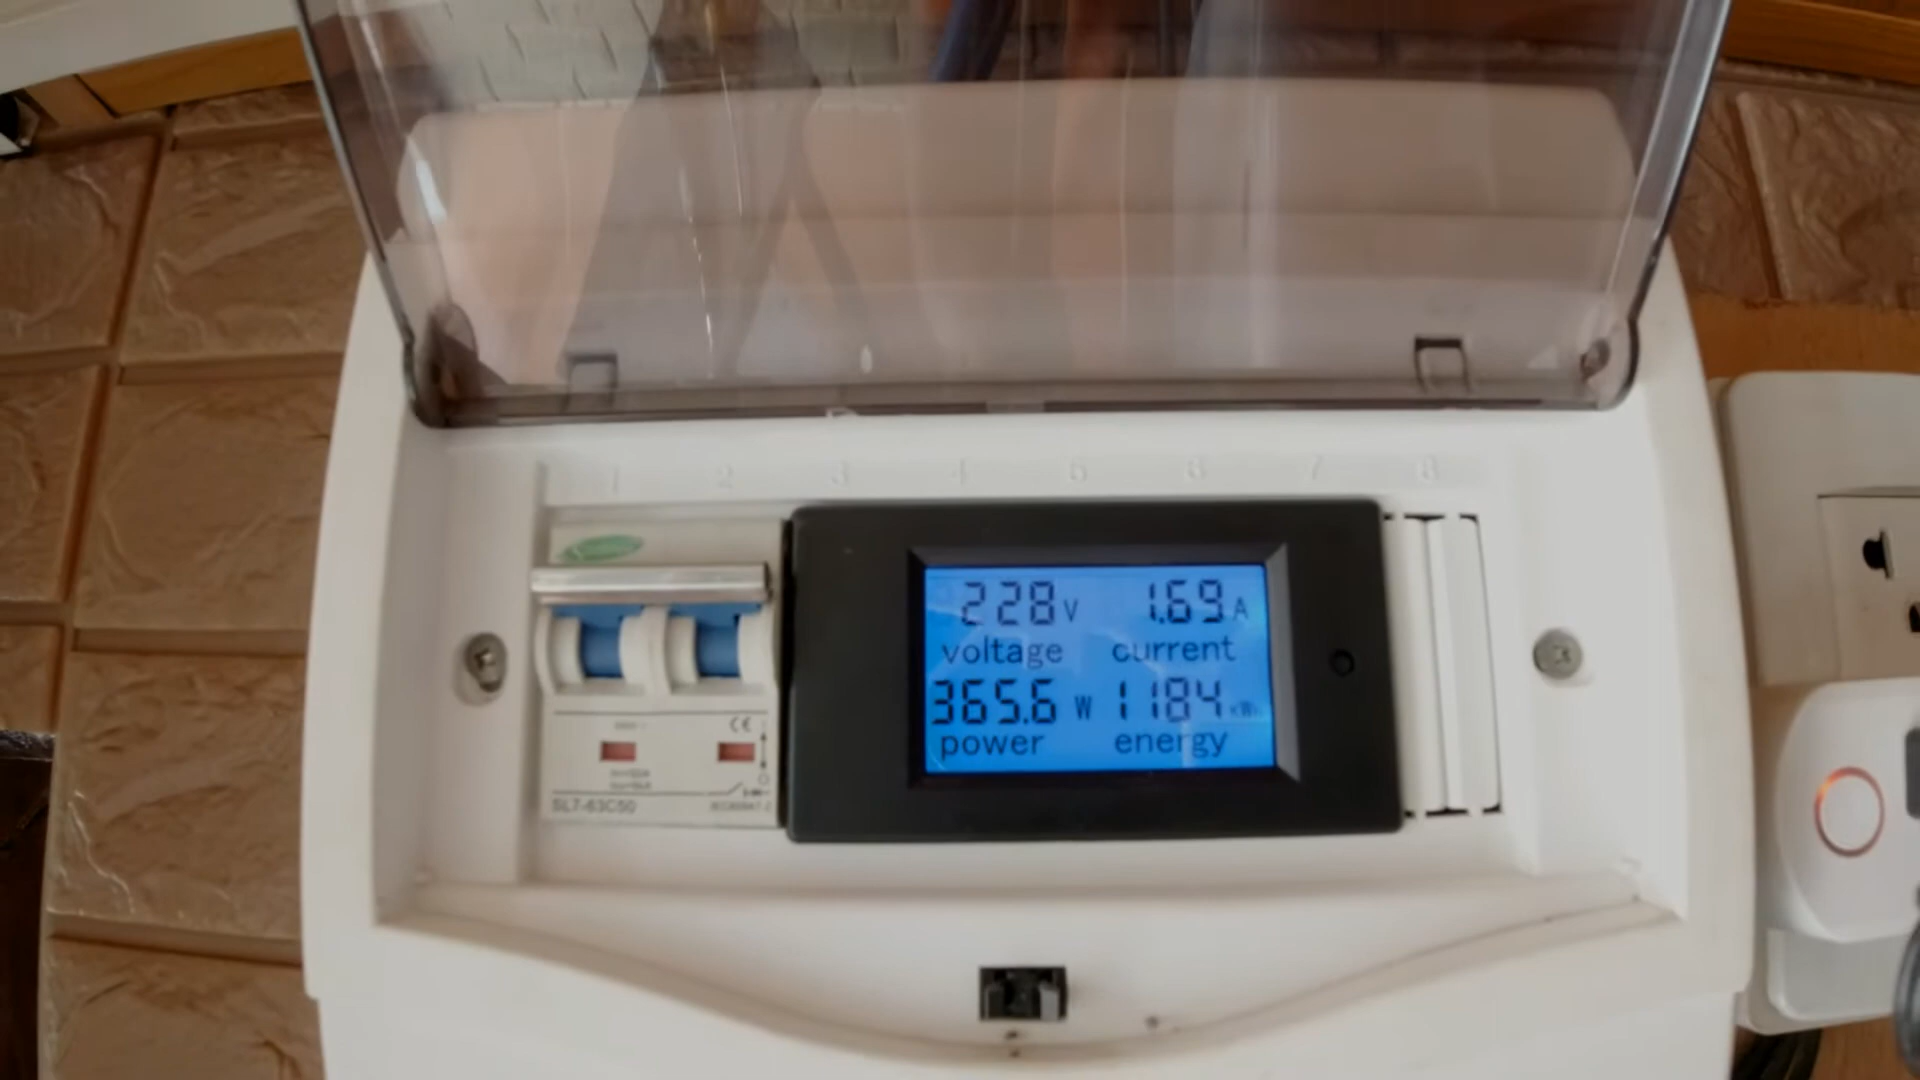 1 2 3 4 5 6 7 8
228 V 1.69 A
voltage current
365.6 W 1184 kWh
power energy
CE
SL7-63C50